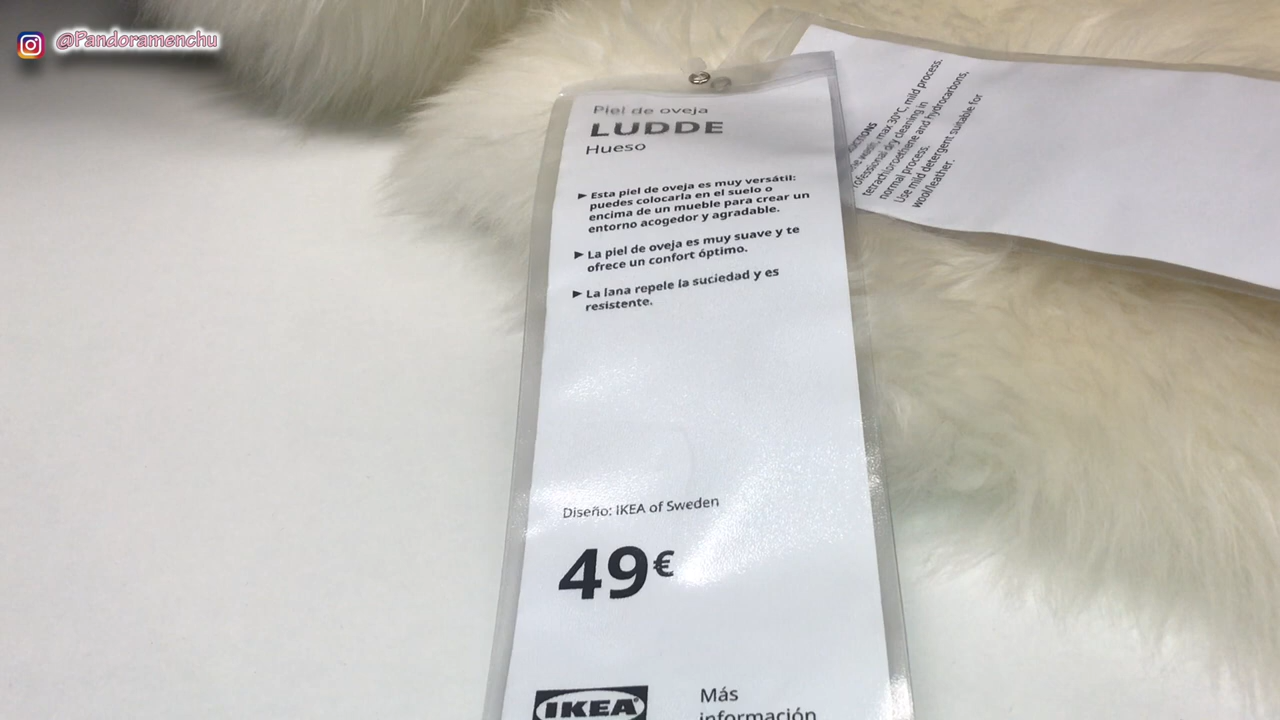 @Pandoramenchu
Piel de oveja
LUDDE
Hueso
► Esta piel de oveja es muy versátil:
puedes colocarla en el suelo o
encima de un mueble para crear un
entorno acogedor y agradable.
► La piel de oveja es muy suave y te
ofrece un confort óptimo.
► La lana repele la suciedad y es
resistente.
Diseño: IKEA of Sweden
49€
IKEA
Más
información
max 30°C, mild process.
dry cleaning in
tetrachloroethene and hydrocarbons,
normal process.
Use mild detergent suitable for
wool/leather.